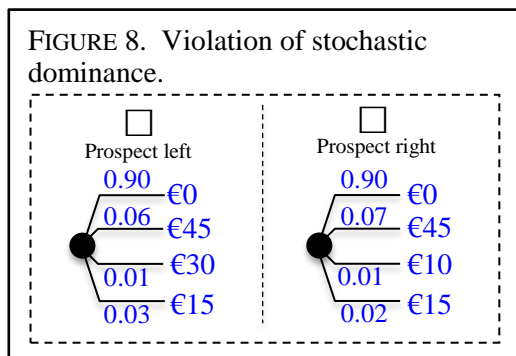 FIGURE 8. Violation of stochastic
dominance.
Prospect left
0.90 €0
0.06 €45
0.01 €30
0.03 €15
Prospect right
0.90 €0
0.07 €45
0.01 €10
0.02 €15